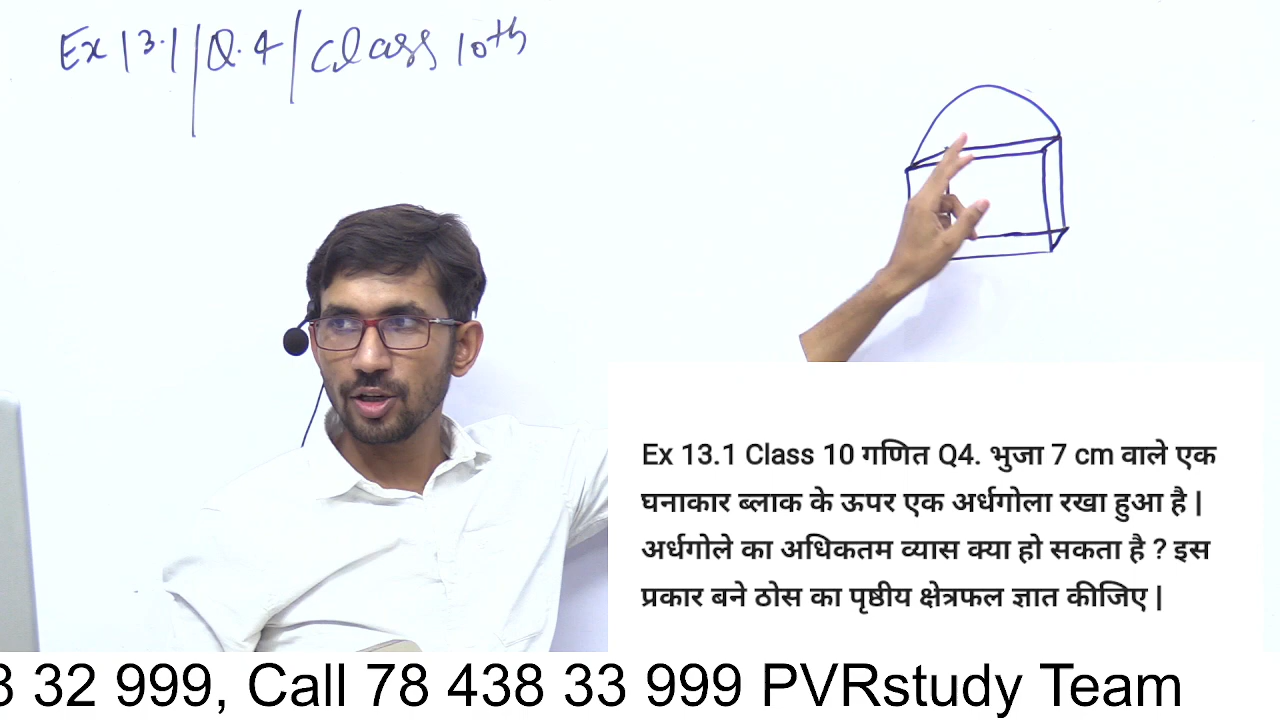 Ex 13.1 | Q.4 | Class 10th
Ex 13.1 Class 10 गणित Q4. भुजा 7 cm वाले एक
घनाकार ब्लाक के ऊपर एक अर्धगोला रखा हुआ है |
अर्धगोले का अधिकतम व्यास क्या हो सकता है ? इस
प्रकार बने ठोस का पृष्ठीय क्षेत्रफल ज्ञात कीजिए |
32 999, Call 78 438 33 999 PVRstudy Team